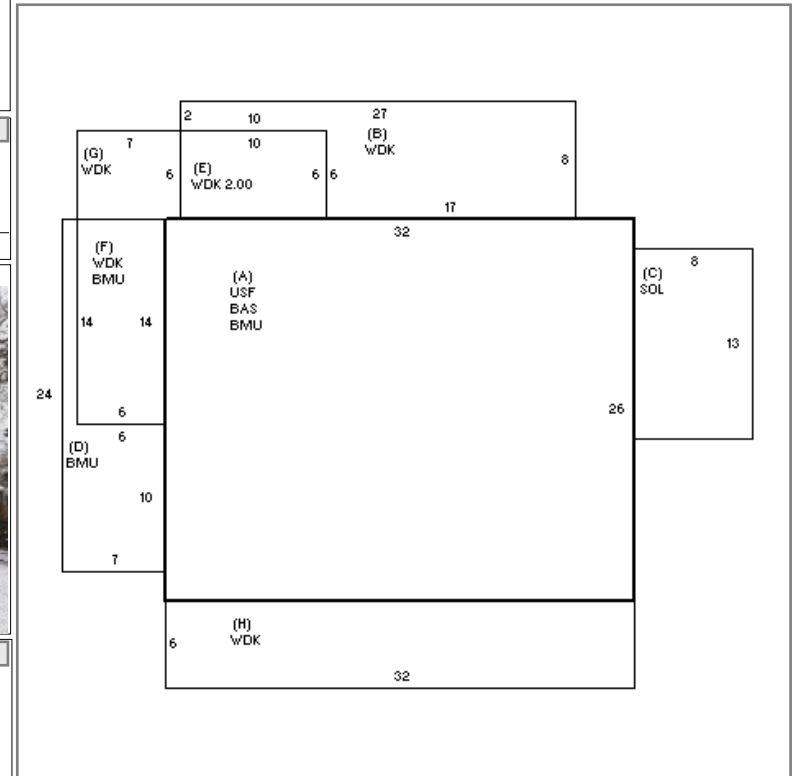 2
10
27
(B)
WDK
7
10
(G)
WDK
6
(E)
WDK 2.00
6
6
8
17
32
(F)
WDK
BMU
(A)
USF
BAS
BMU
8
(C)
SOL
14
14
13
24
6
26
6
(D)
BMU
10
7
(H)
WDK
6
32